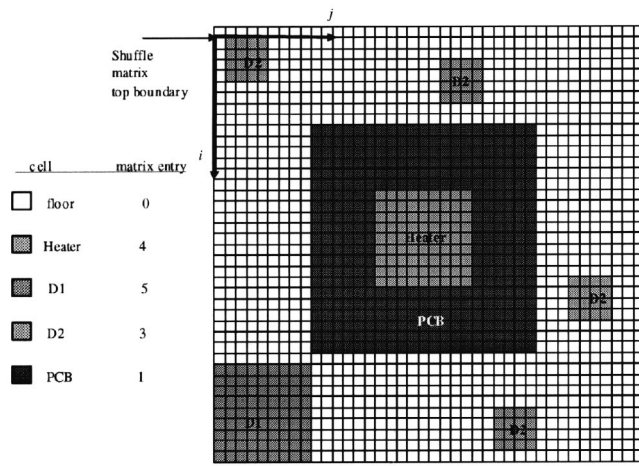 j
Shuffle
matrix
top boundary
D2
D2
i
cell matrix entry
floor 0
Heater 4
Heater
D1 5
D2
D2 3
PCB
PCB 1
D1
D2